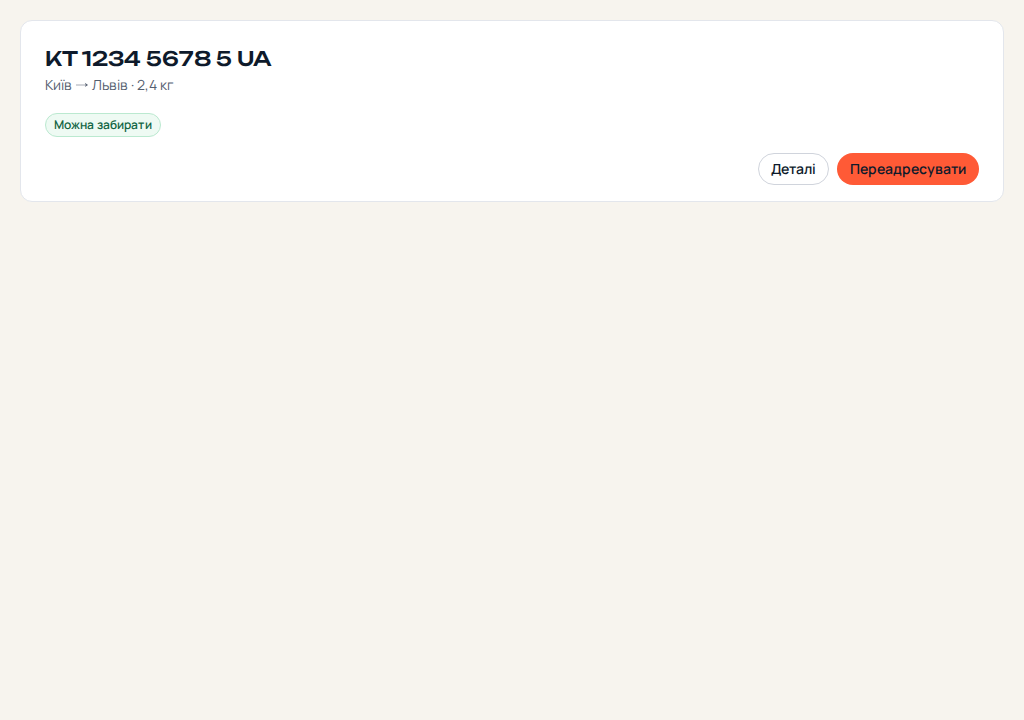 KT 1234 5678 5 UA
Київ → Львів · 2,4 кг
Можна забирати
Деталі
Переадресувати